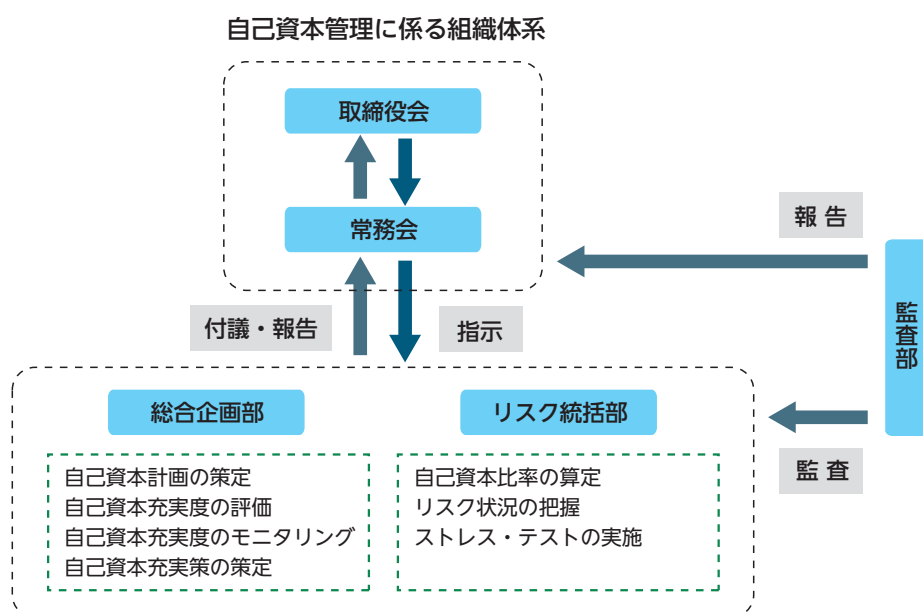 自己資本管理に係る組織体系
取締役会
常務会
報 告
監査部
付議・報告
指示
総合企画部
リスク統括部
監 査
自己資本計画の策定
自己資本充実度の評価
自己資本充実度のモニタリング
自己資本充実策の策定
自己資本比率の算定
リスク状況の把握
ストレス・テストの実施